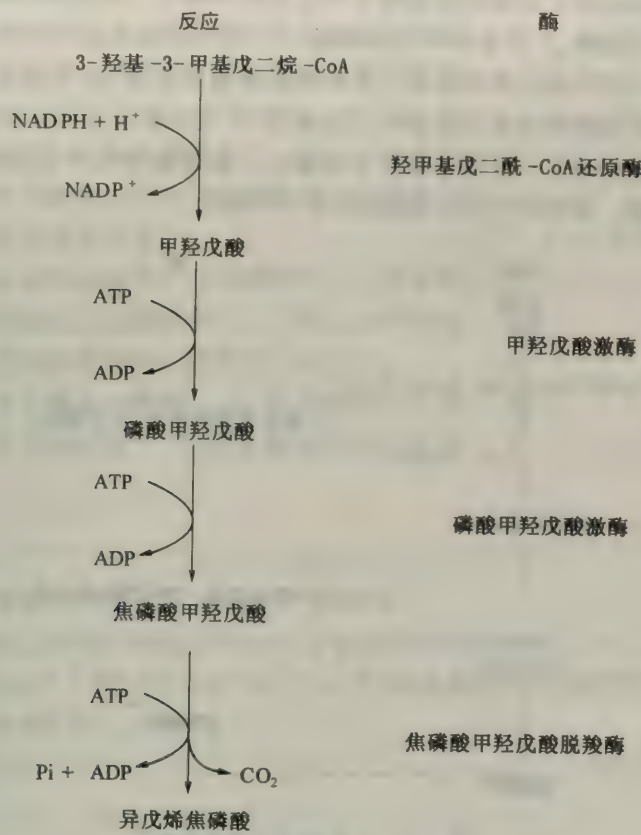 反应 酶
3-羟基-3-甲基戊二烷-CoA
NADPH + H⁺
羟甲基戊二酰-CoA还原酶
NADP⁺
甲羟戊酸
ATP
甲羟戊酸激酶
ADP
磷酸甲羟戊酸
ATP
磷酸甲羟戊酸激酶
ADP
焦磷酸甲羟戊酸
ATP
焦磷酸甲羟戊酸脱羧酶
Pi + ADP CO₂
异戊烯焦磷酸